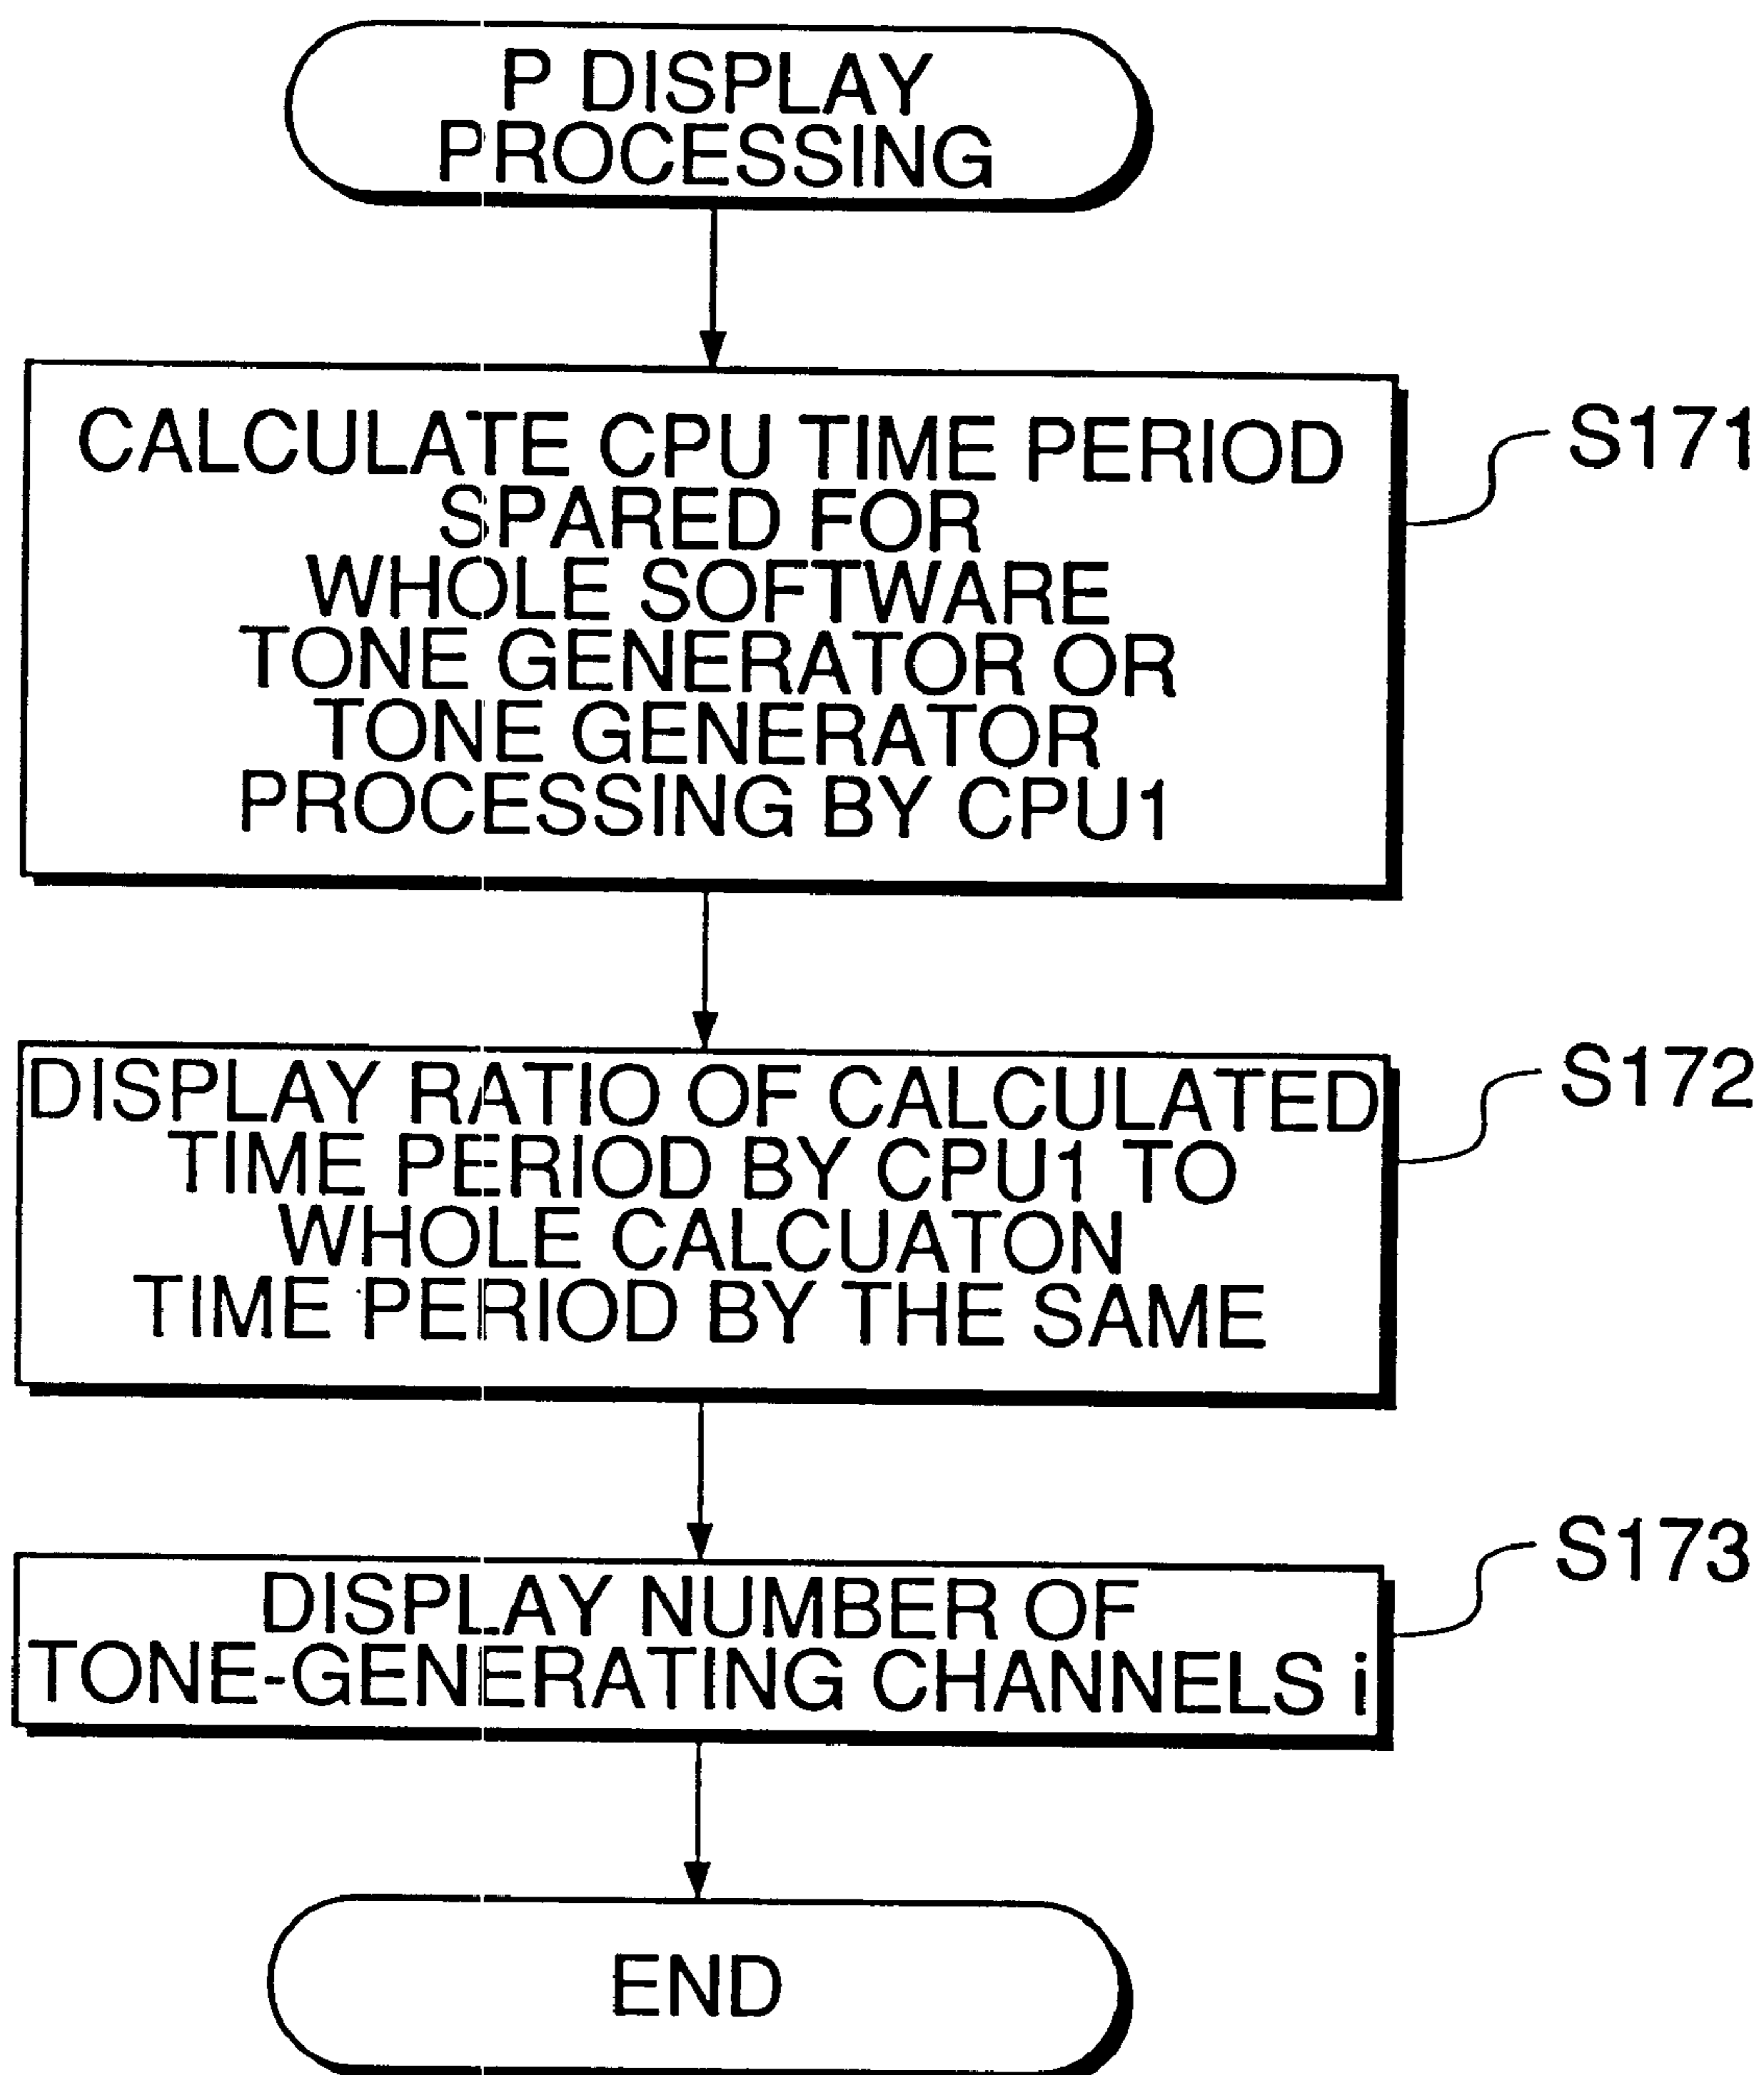 P DISPLAY
PROCESSING
CALCULATE CPU TIME PERIOD
SPARED FOR
WHOLE SOFTWARE
TONE GENERATOR OR
TONE GENERATOR
PROCESSING BY CPU1
S171
DISPLAY RATIO OF CALCULATED
TIME PERIOD BY CPU1 TO
WHOLE CALCUATON
TIME PERIOD BY THE SAME
S172
DISPLAY NUMBER OF
TONE-GENERATING CHANNELS i
S173
END